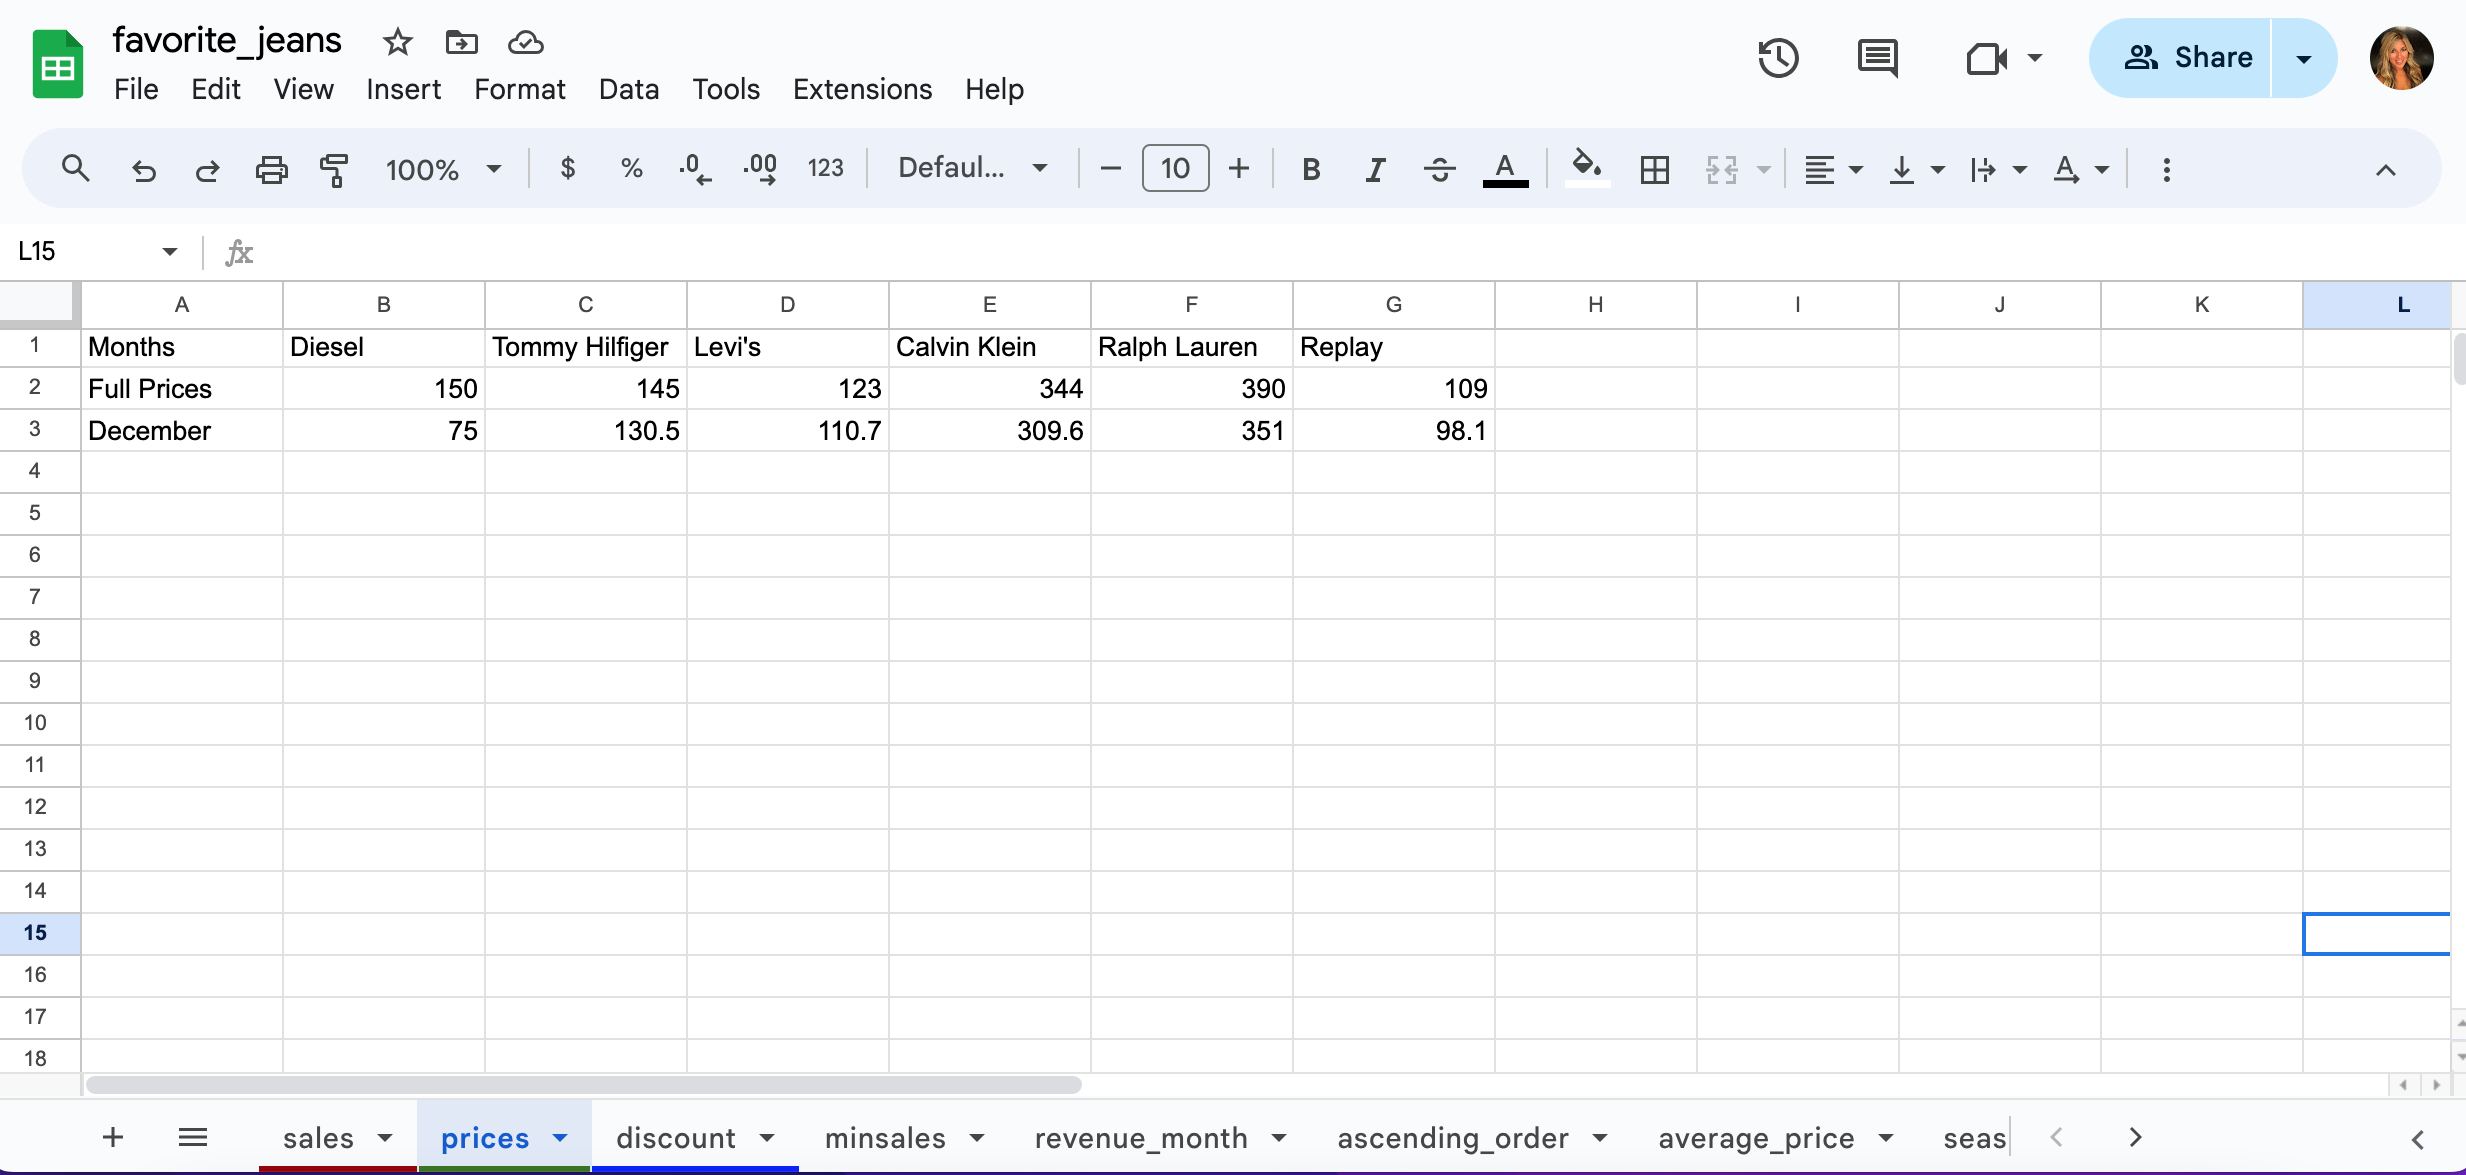 favorite_jeans
File Edit View Insert Format Data Tools Extensions Help
Share
100% $ % .0 .00 123 Defaul... 10 B I S A A
L15 fx
A B C D E F G H I J K L
1 Months Diesel Tommy Hilfiger Levi's Calvin Klein Ralph Lauren Replay
2 Full Prices 150 145 123 344 390 109
3 December 75 130.5 110.7 309.6 351 98.1
4
5
6
7
8
9
10
11
12
13
14
15
16
17
18
sales prices discount minsales revenue_month ascending_order average_price seas